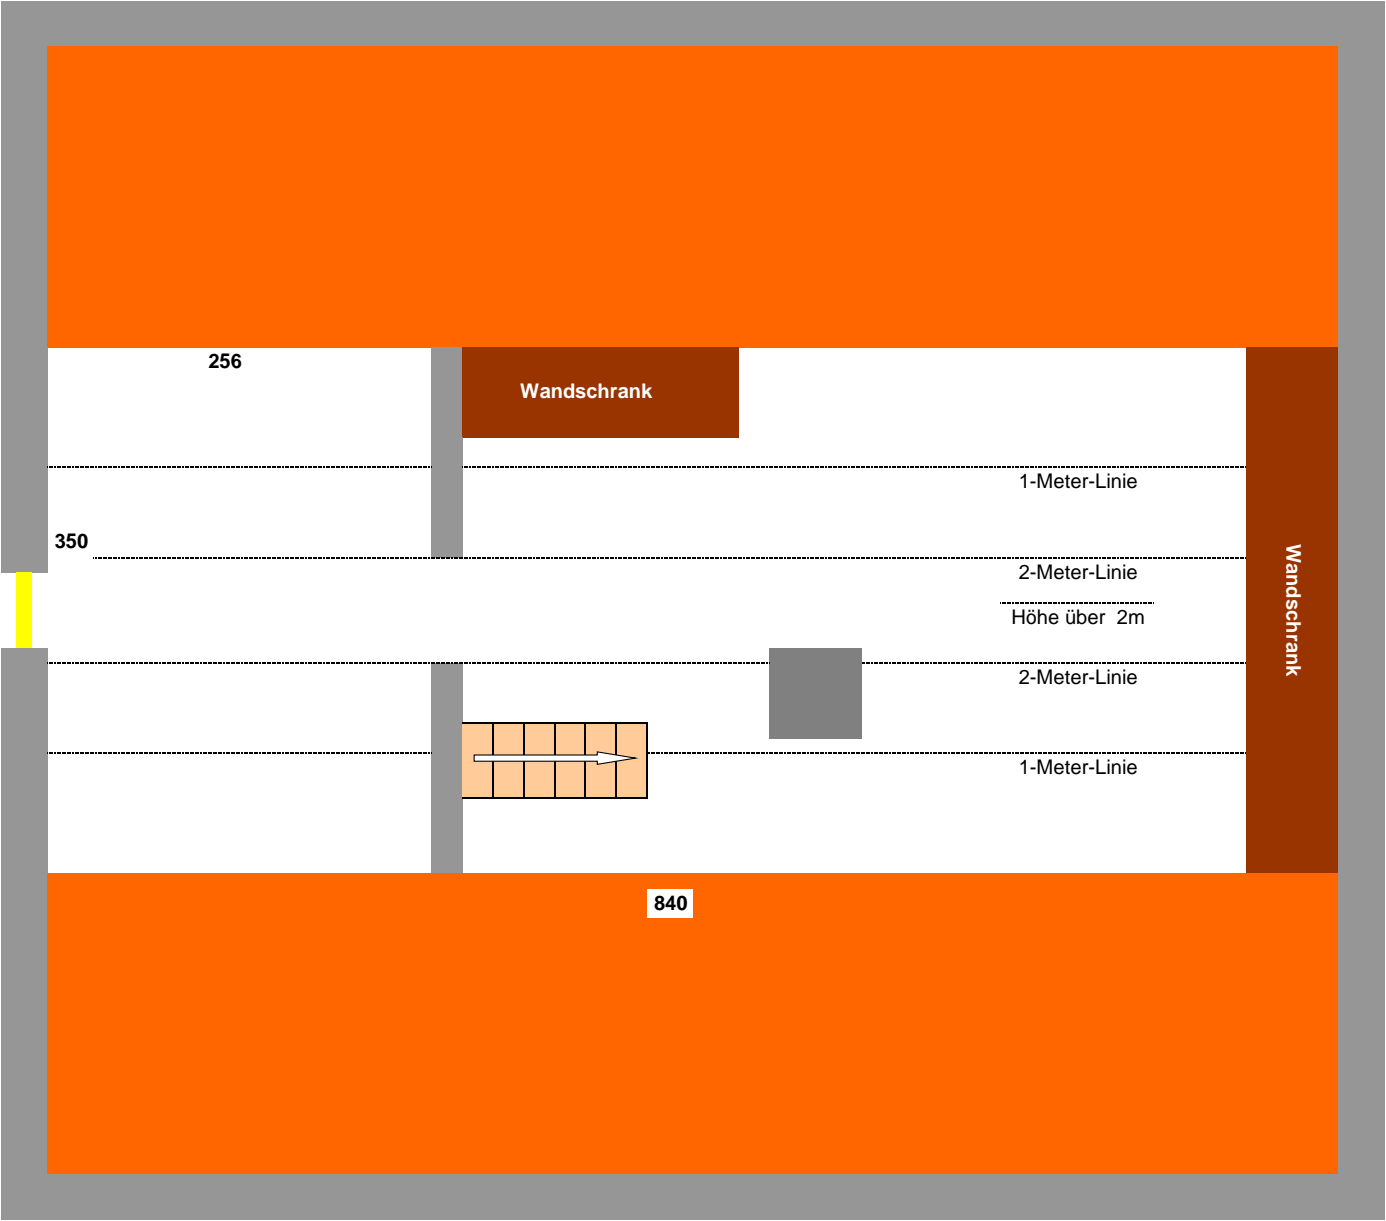 256
Wandschrank
1-Meter-Linie
350
2-Meter-Linie
Höhe über 2m
Wandschrank
2-Meter-Linie
1-Meter-Linie
840